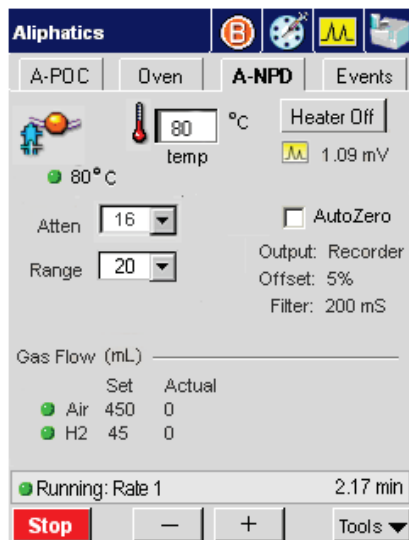 Aliphatics B
A-POC Oven A-NPD Events
80 °C Heater Off
temp 1.09 mV
80° C
Atten 16 AutoZero
Range 20 Output: Recorder
Offset: 5%
Filter: 200 mS
Gas Flow (mL)
Set Actual
Air 450 0
H2 45 0
Running: Rate 1 2.17 min
Stop − + Tools